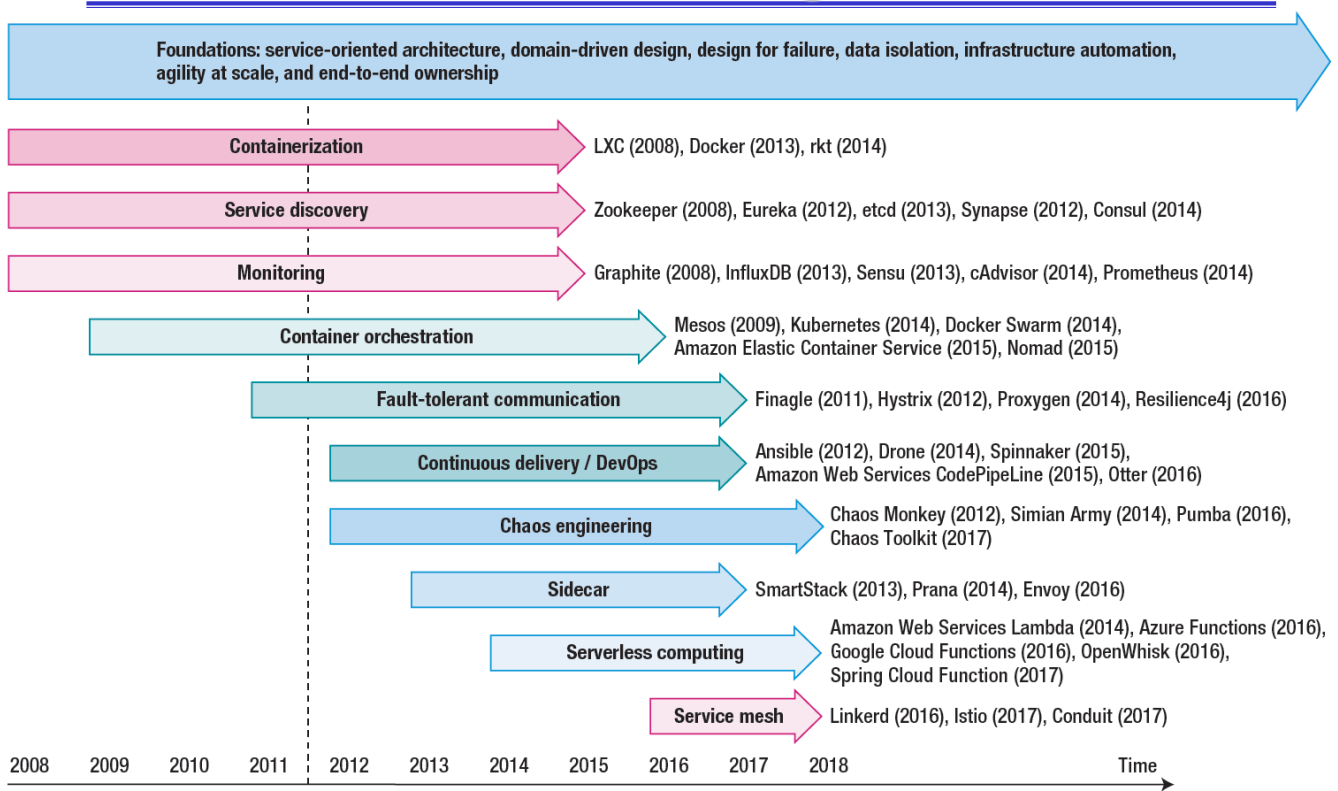 Foundations: service-oriented architecture, domain-driven design, design for failure, data isolation, infrastructure automation,
agility at scale, and end-to-end ownership
Containerization
LXC (2008), Docker (2013), rkt (2014)
Service discovery
Zookeeper (2008), Eureka (2012), etcd (2013), Synapse (2012), Consul (2014)
Monitoring
Graphite (2008), InfluxDB (2013), Sensu (2013), cAdvisor (2014), Prometheus (2014)
Container orchestration
Mesos (2009), Kubernetes (2014), Docker Swarm (2014),
Amazon Elastic Container Service (2015), Nomad (2015)
Fault-tolerant communication
Finagle (2011), Hystrix (2012), Proxygen (2014), Resilience4j (2016)
Continuous delivery / DevOps
Ansible (2012), Drone (2014), Spinnaker (2015),
Amazon Web Services CodePipeLine (2015), Otter (2016)
Chaos engineering
Chaos Monkey (2012), Simian Army (2014), Pumba (2016),
Chaos Toolkit (2017)
Sidecar
SmartStack (2013), Prana (2014), Envoy (2016)
Serverless computing
Amazon Web Services Lambda (2014), Azure Functions (2016),
Google Cloud Functions (2016), OpenWhisk (2016),
Spring Cloud Function (2017)
Service mesh
Linkerd (2016), Istio (2017), Conduit (2017)
2008 2009 2010 2011 2012 2013 2014 2015 2016 2017 2018 Time